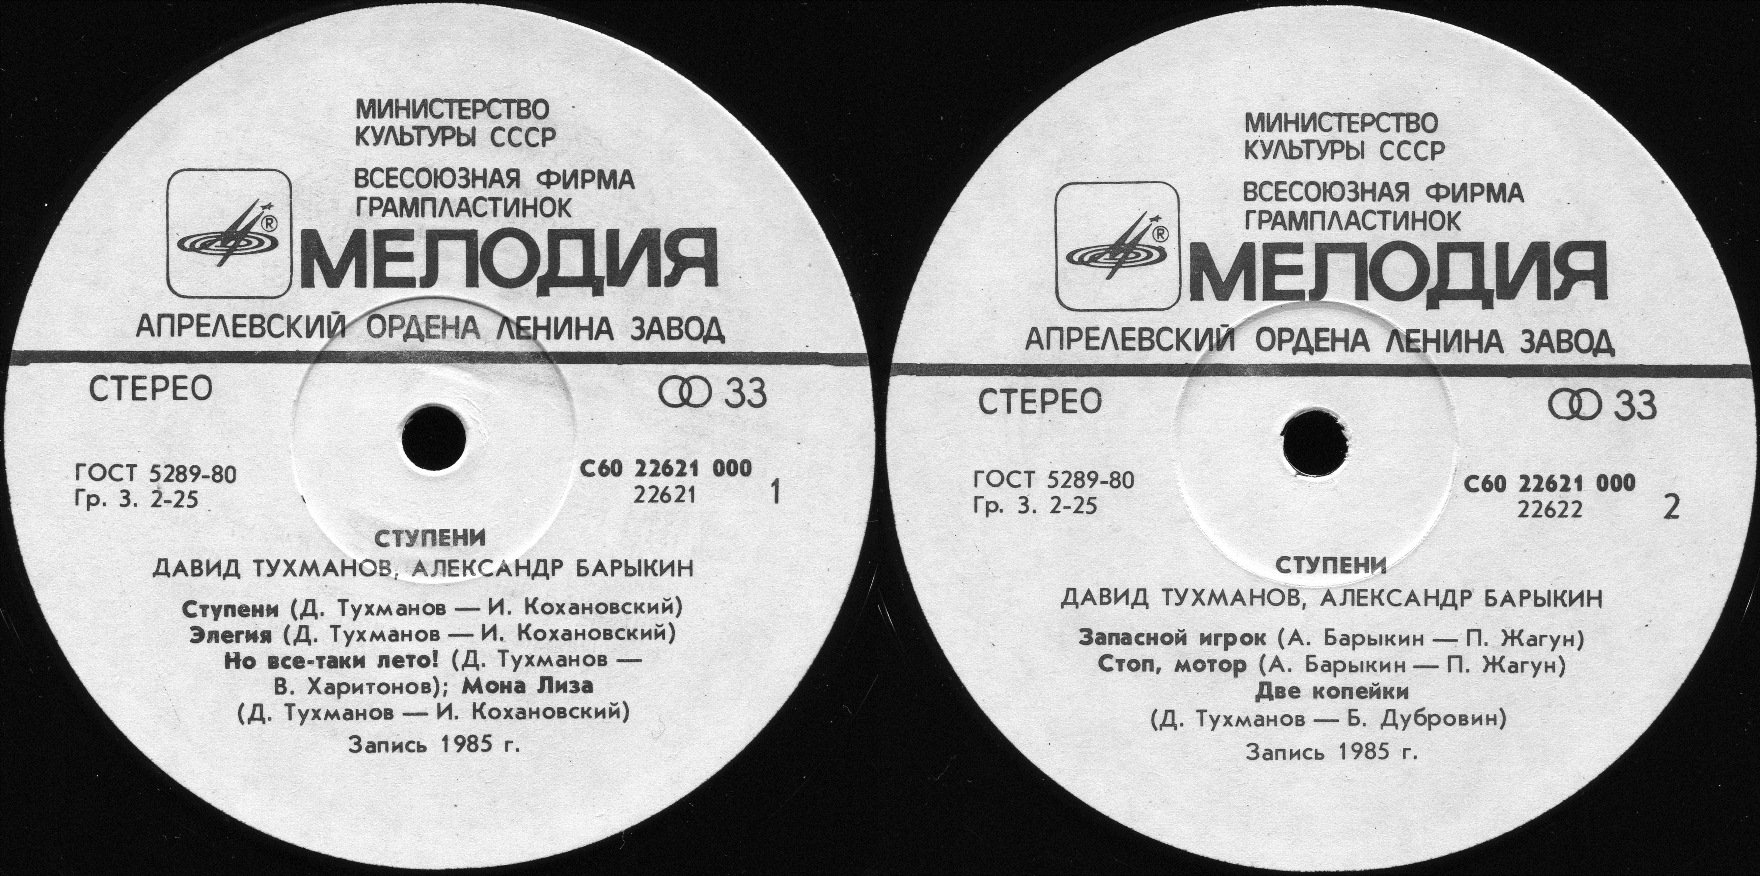 МИНИСТЕРСТВО
КУЛЬТУРЫ СССР
ВСЕСОЮЗНАЯ ФИРМА
ГРАМПЛАСТИНОК
®
МЕЛОДИЯ
АПРЕЛЕВСКИЙ ОРДЕНА ЛЕНИНА ЗАВОД
СТЕРЕО
33
ГОСТ 5289-80
Гр. 3. 2-25
С60 22621 000
22621
1
СТУПЕНИ
ДАВИД ТУХМАНОВ, АЛЕКСАНДР БАРЫКИН
Ступени (Д. Тухманов — И. Кохановский)
Элегия (Д. Тухманов — И. Кохановский)
Но все-таки лето! (Д. Тухманов —
В. Харитонов); Мона Лиза
(Д. Тухманов — И. Кохановский)
Запись 1985 г.
МИНИСТЕРСТВО
КУЛЬТУРЫ СССР
ВСЕСОЮЗНАЯ ФИРМА
ГРАМПЛАСТИНОК
®
МЕЛОДИЯ
АПРЕЛЕВСКИЙ ОРДЕНА ЛЕНИНА ЗАВОД
СТЕРЕО
33
ГОСТ 5289-80
Гр. 3. 2-25
С60 22621 000
22622
2
СТУПЕНИ
ДАВИД ТУХМАНОВ, АЛЕКСАНДР БАРЫКИН
Запасной игрок (А. Барыкин — П. Жагун)
Стоп, мотор (А. Барыкин — П. Жагун)
Две копейки
(Д. Тухманов — Б. Дубровин)
Запись 1985 г.